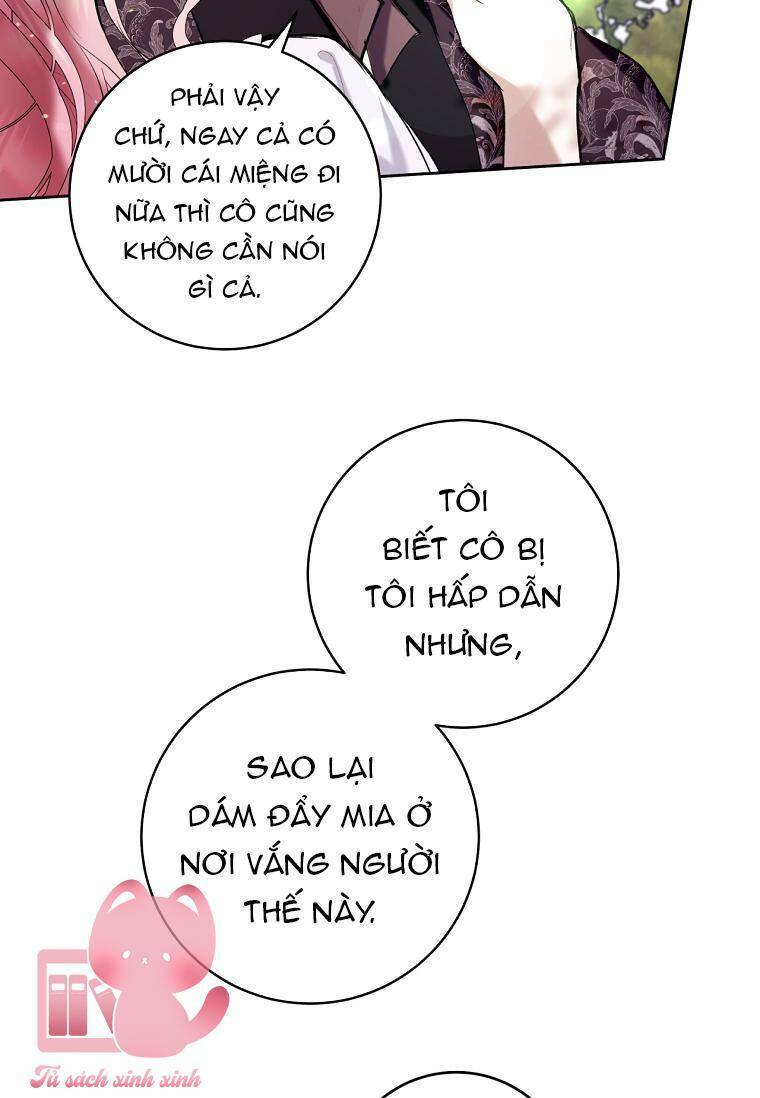 PHẢI VẬY
CHỨ, NGAY CẢ CÓ
MƯỜI CÁI MIỆNG ĐI
NỮA THÌ CÔ CŨNG
KHÔNG CẦN NÓI
GÌ CẢ.
TÔI
BIẾT CÔ BỊ
TÔI HẤP DẪN
NHƯNG,
SAO LẠI
DÁM ĐẨY MIA Ở
NƠI VẮNG NGƯỜI
THẾ NÀY.
Tủ sách xinh xinh